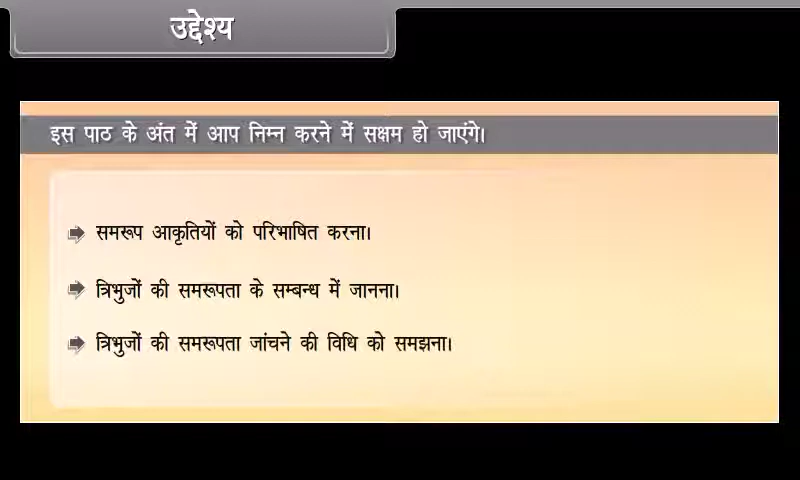 उद्देश्य
इस पाठ के अंत में आप निम्न करने में सक्षम हो जाएंगे।
समरूप आकृतियों को परिभाषित करना।
त्रिभुजों की समरूपता के सम्बन्ध में जानना।
त्रिभुजों की समरूपता जांचने की विधि को समझना।